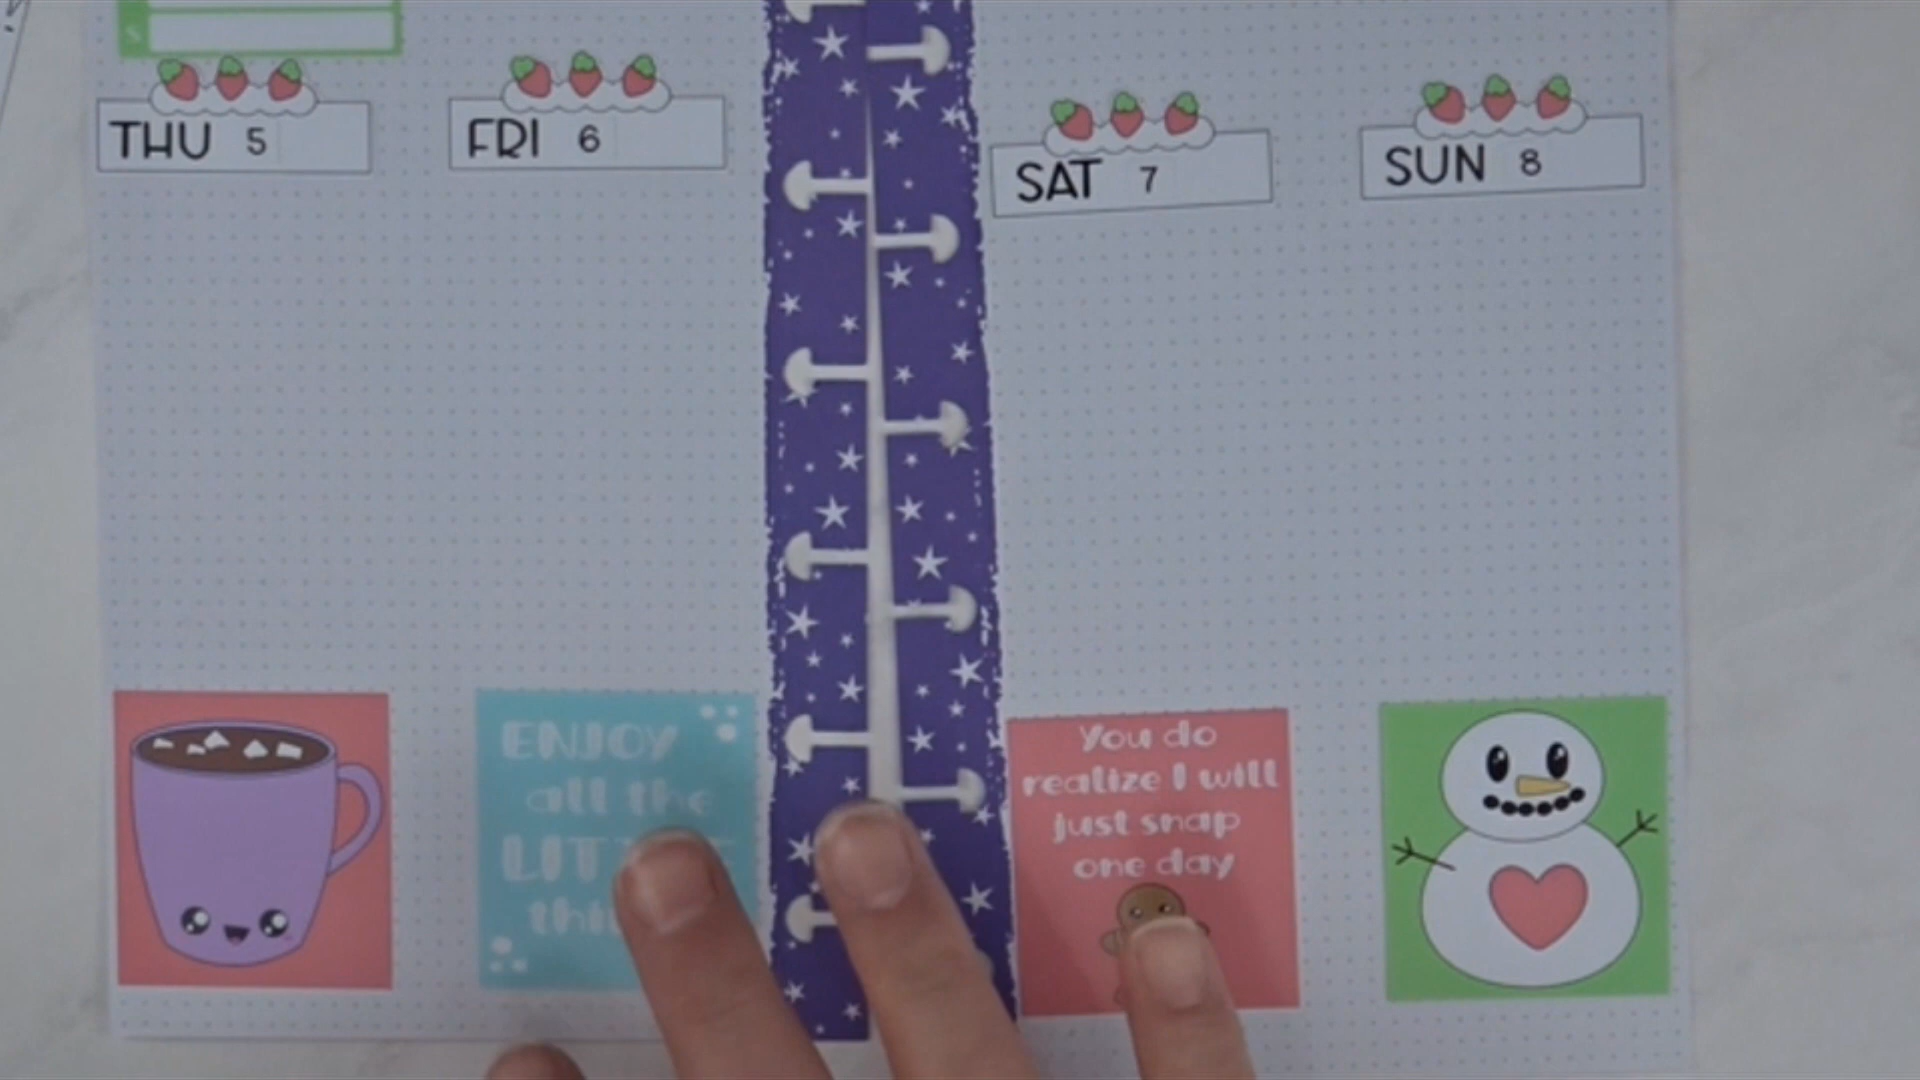 S
THU 5
FRI 6
SAT 7
SUN 8
ENJOY
all the
You do
realize I will
just snap
one day